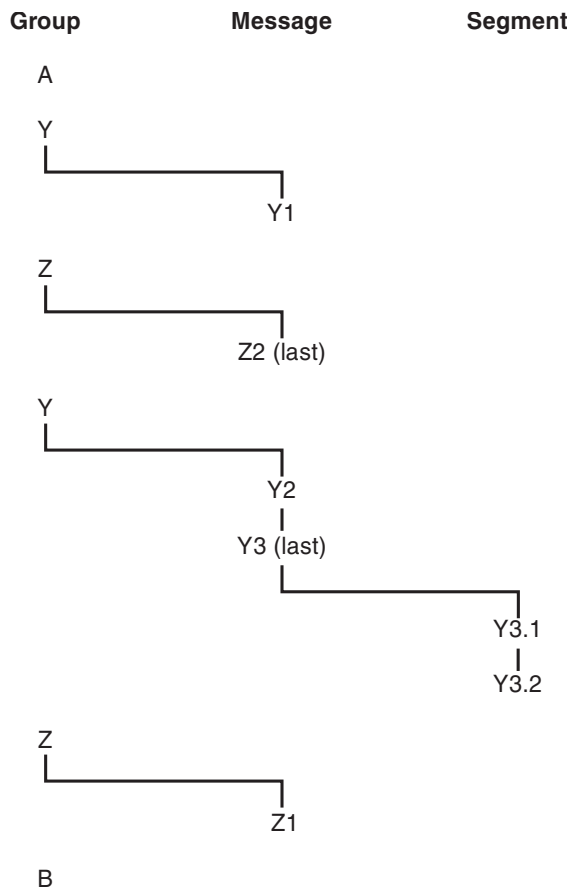 Group Message Segment
A
Y
Y1
Z
Z2 (last)
Y
Y2
Y3 (last)
Y3.1
Y3.2
Z
Z1
B